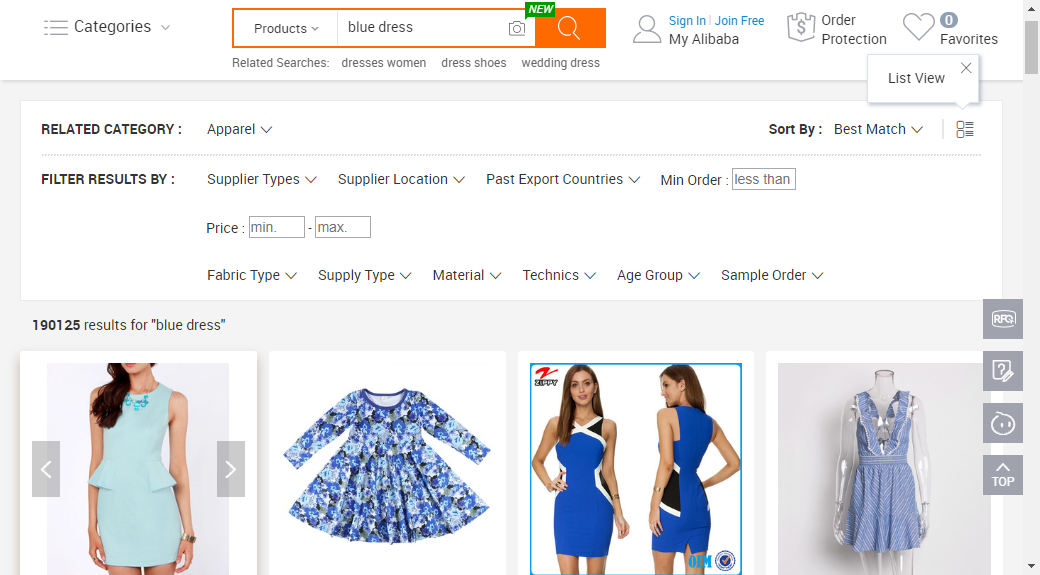 Categories
Products
blue dress
NEW
Sign In | Join Free
My Alibaba
Order
Protection
0
Favorites
Related Searches: dresses women dress shoes wedding dress
List View
RELATED CATEGORY : Apparel
Sort By : Best Match
FILTER RESULTS BY : Supplier Types Supplier Location Past Export Countries Min Order : less than
Price : min. - max.
Fabric Type Supply Type Material Technics Age Group Sample Order
190125 results for "blue dress"
RFQ
TOP
ZIPPY
OEM